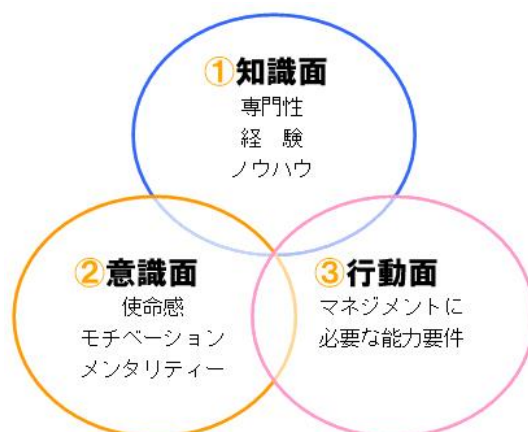 ①知識面
専門性
経　験
ノウハウ
②意識面
使命感
モチベーション
メンタリティー
③行動面
マネジメントに
必要な能力要件